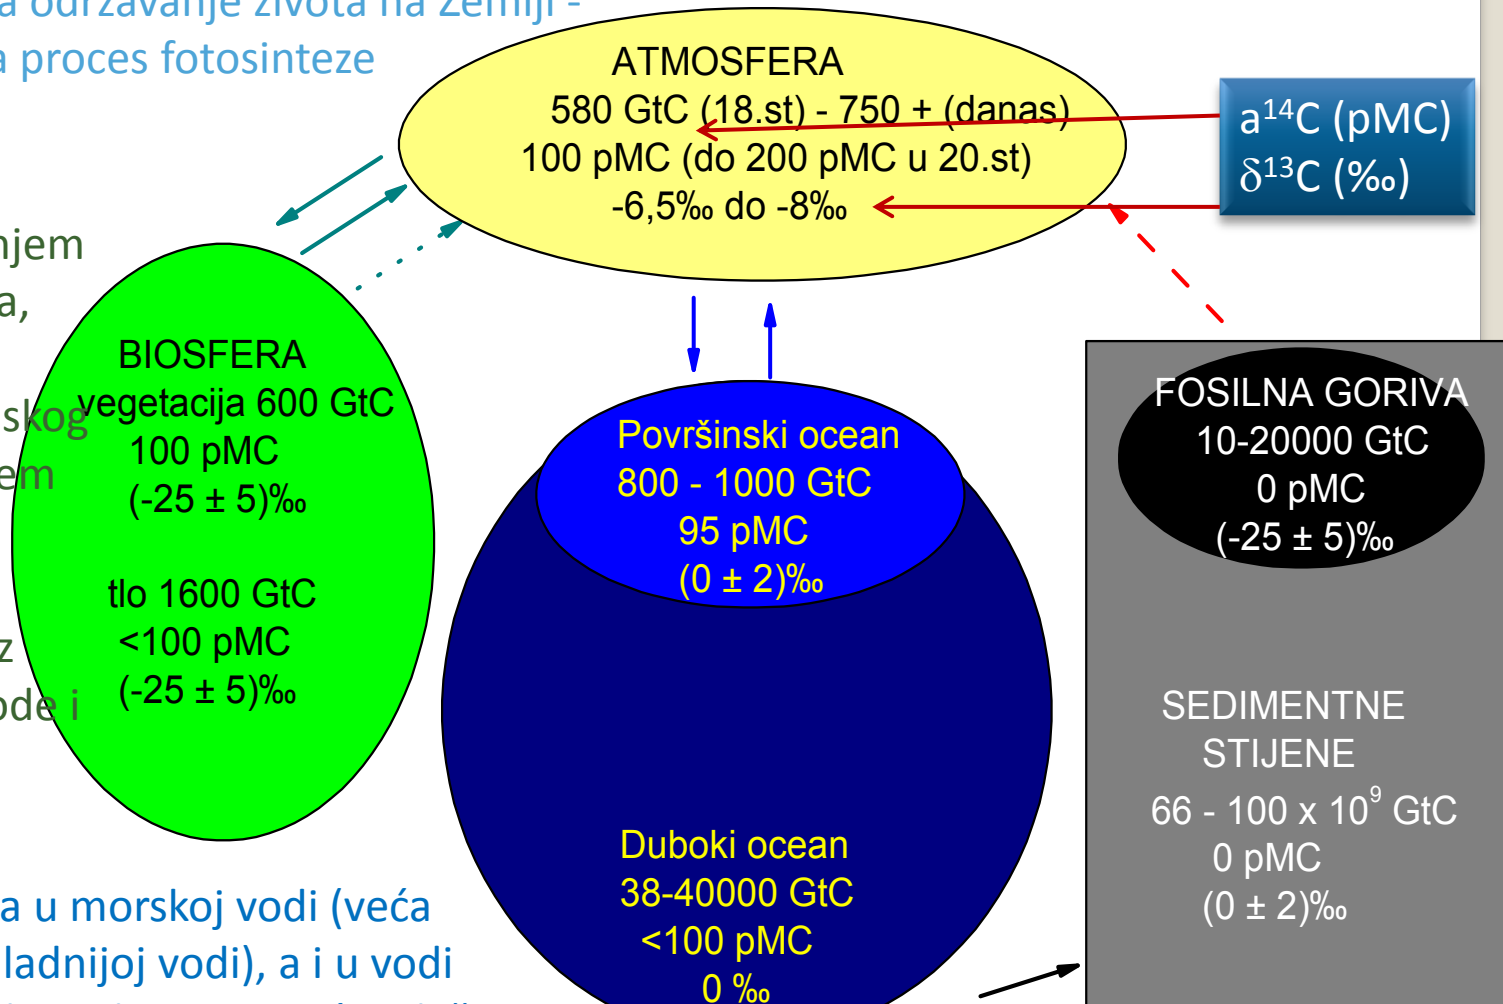 a održavanje života na Zemlji -
a proces fotosinteze
ATMOSFERA
580 GtC (18.st) - 750 + (danas)
100 pMC (do 200 pMC u 20.st)
-6,5‰ do -8‰
a¹⁴C (pMC)
δ¹³C (‰)
njem
a,
skog
em
z
ode i
BIOSFERA
vegetacija 600 GtC
100 pMC
(-25 ± 5)‰
tlo 1600 GtC
<100 pMC
(-25 ± 5)‰
Površinski ocean
800 - 1000 GtC
95 pMC
(0 ± 2)‰
Duboki ocean
38-40000 GtC
<100 pMC
0 ‰
FOSILNA GORIVA
10-20000 GtC
0 pMC
(-25 ± 5)‰
SEDIMENTNE
STIJENE
66 - 100 x 10⁹ GtC
0 pMC
(0 ± 2)‰
a u morskoj vodi (veća
ladnijoj vodi), a i u vodi